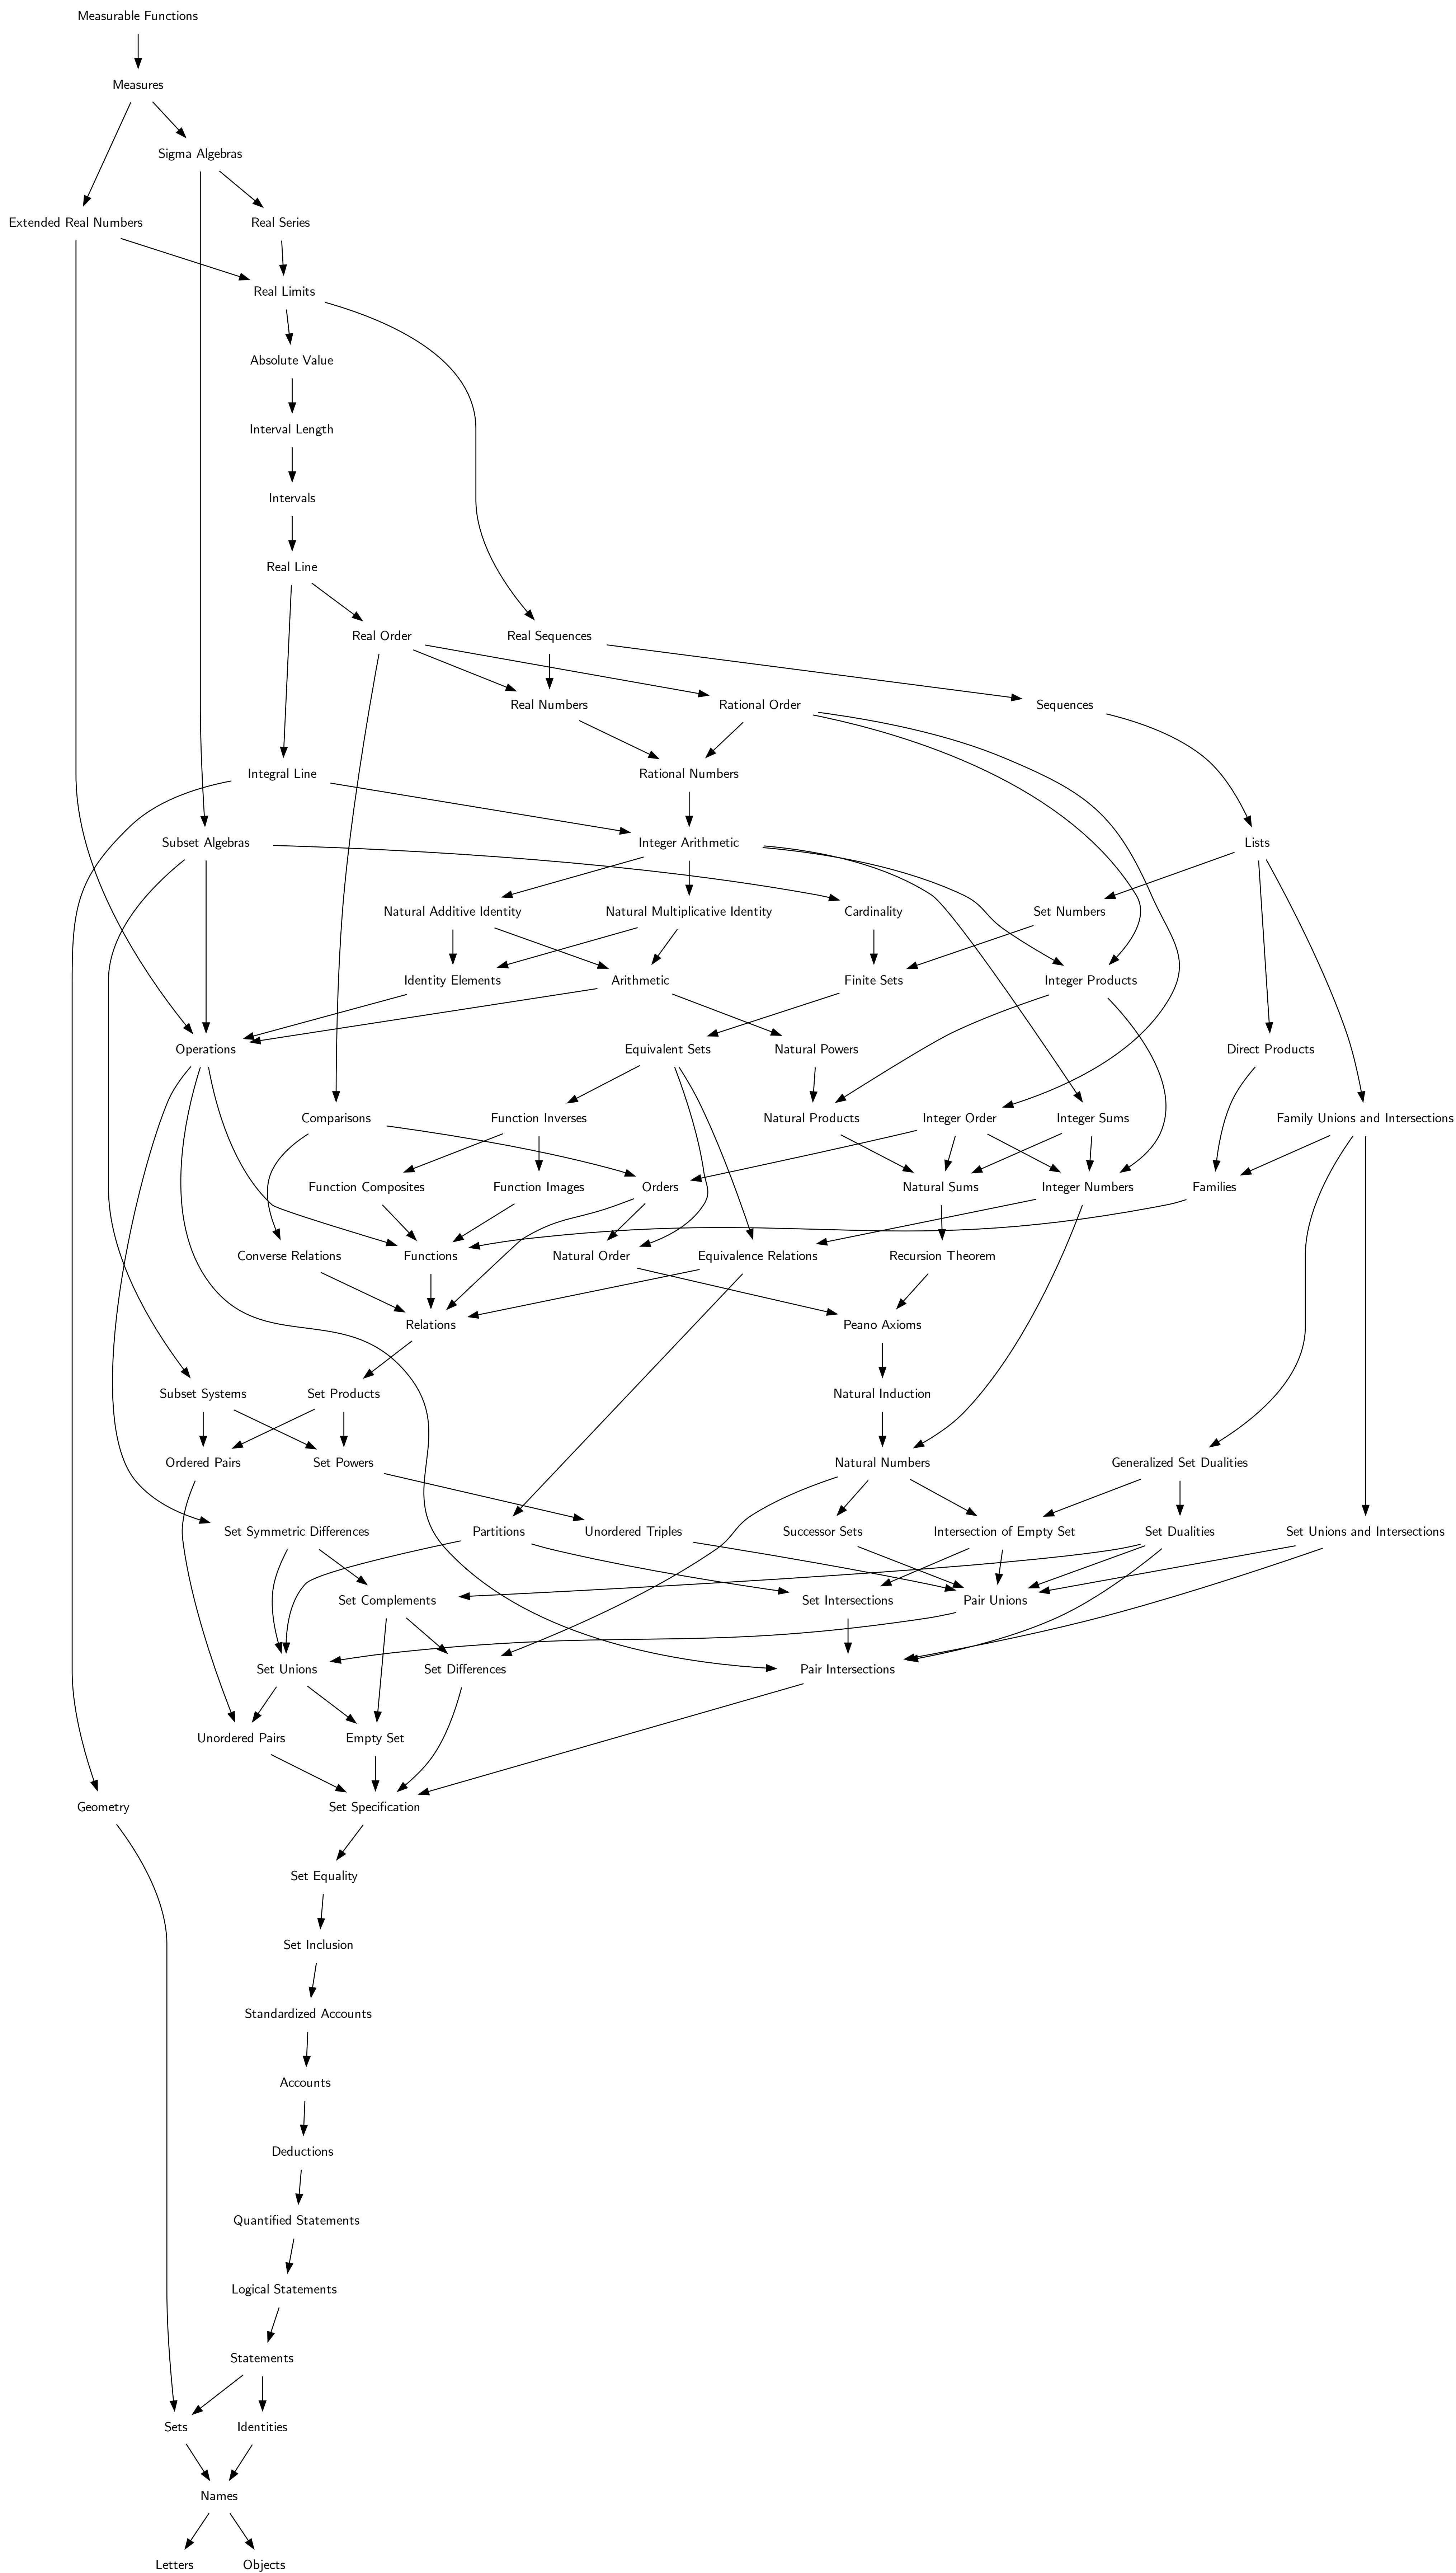 Measurable Functions
Measures
Sigma Algebras
Extended Real Numbers
Real Series
Real Limits
Absolute Value
Interval Length
Intervals
Real Line
Real Order
Real Sequences
Real Numbers
Rational Order
Sequences
Integral Line
Rational Numbers
Subset Algebras
Integer Arithmetic
Lists
Natural Additive Identity
Natural Multiplicative Identity
Cardinality
Set Numbers
Identity Elements
Arithmetic
Finite Sets
Integer Products
Operations
Equivalent Sets
Natural Powers
Direct Products
Comparisons
Function Inverses
Natural Products
Integer Order
Integer Sums
Family Unions and Intersections
Function Composites
Function Images
Orders
Natural Sums
Integer Numbers
Families
Converse Relations
Functions
Natural Order
Equivalence Relations
Recursion Theorem
Relations
Peano Axioms
Subset Systems
Set Products
Natural Induction
Ordered Pairs
Set Powers
Natural Numbers
Generalized Set Dualities
Set Symmetric Differences
Partitions
Unordered Triples
Successor Sets
Intersection of Empty Set
Set Dualities
Set Unions and Intersections
Set Complements
Set Intersections
Pair Unions
Set Unions
Set Differences
Pair Intersections
Unordered Pairs
Empty Set
Geometry
Set Specification
Set Equality
Set Inclusion
Standardized Accounts
Accounts
Deductions
Quantified Statements
Logical Statements
Statements
Sets
Identities
Names
Letters
Objects